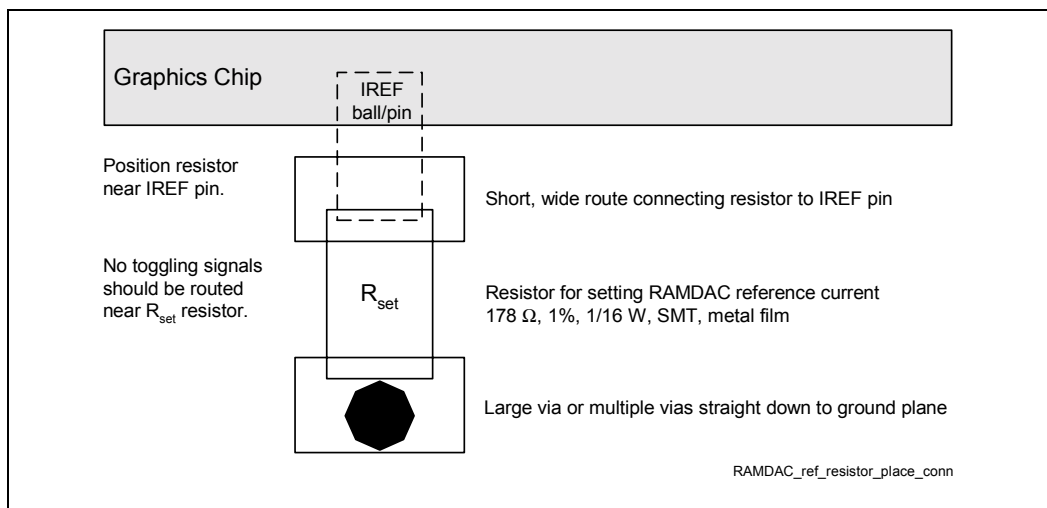 Graphics Chip
IREF
ball/pin
Position resistor
near IREF pin.
Short, wide route connecting resistor to IREF pin
No toggling signals
should be routed
near Rset resistor.
Rset
Resistor for setting RAMDAC reference current
178 Ω, 1%, 1/16 W, SMT, metal film
Large via or multiple vias straight down to ground plane
RAMDAC_ref_resistor_place_conn